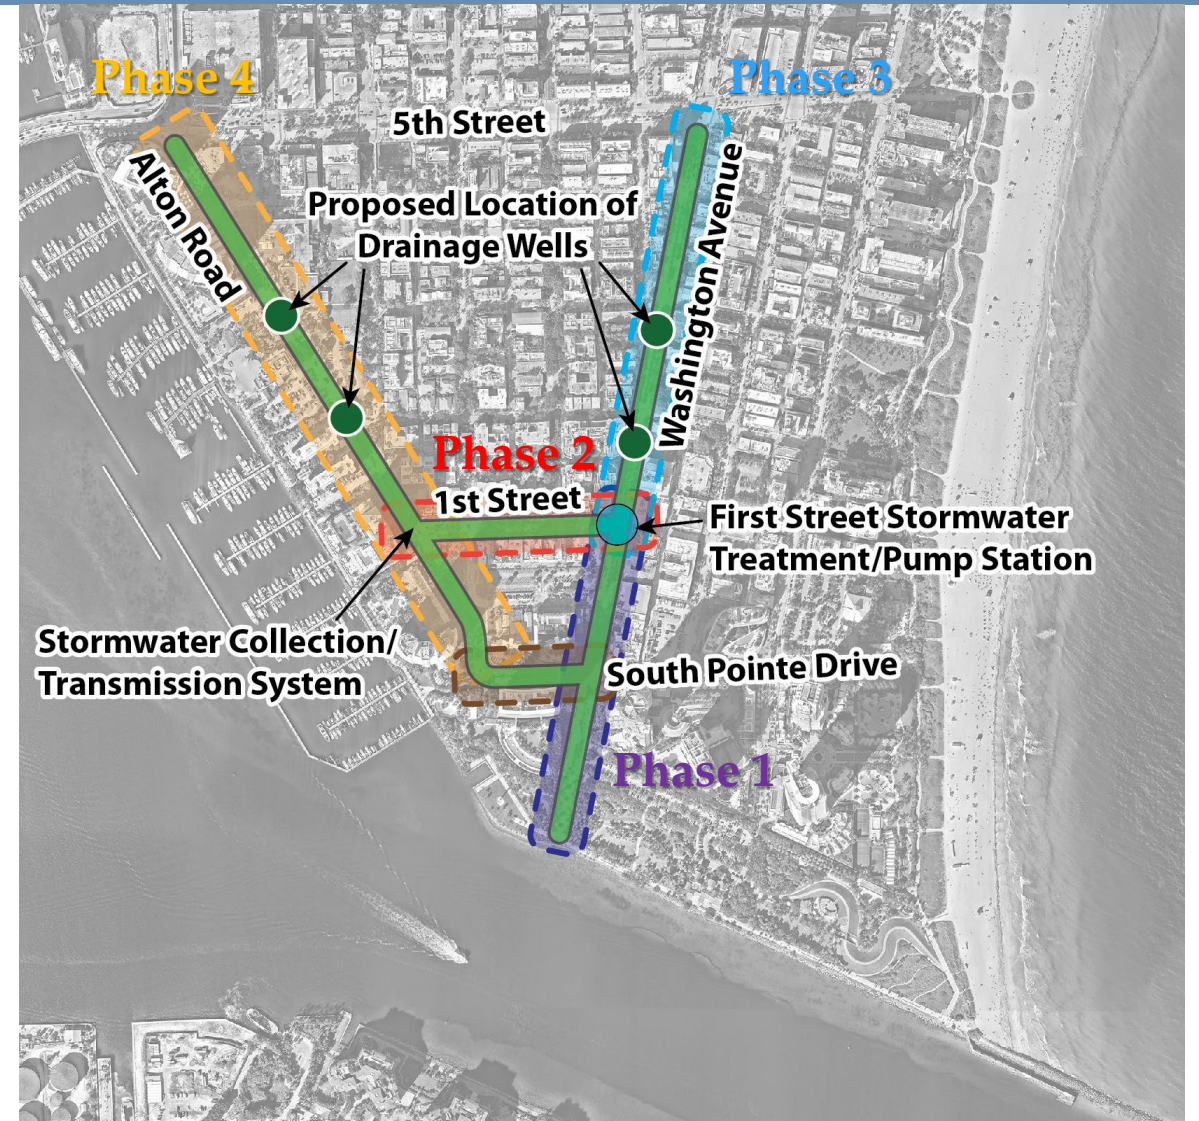 Phase 4
Phase 3
5th Street
Alton Road
Proposed Location of
Drainage Wells
Washington Avenue
Phase 2
1st Street
First Street Stormwater
Treatment/Pump Station
Stormwater Collection/
Transmission System
South Pointe Drive
Phase 1